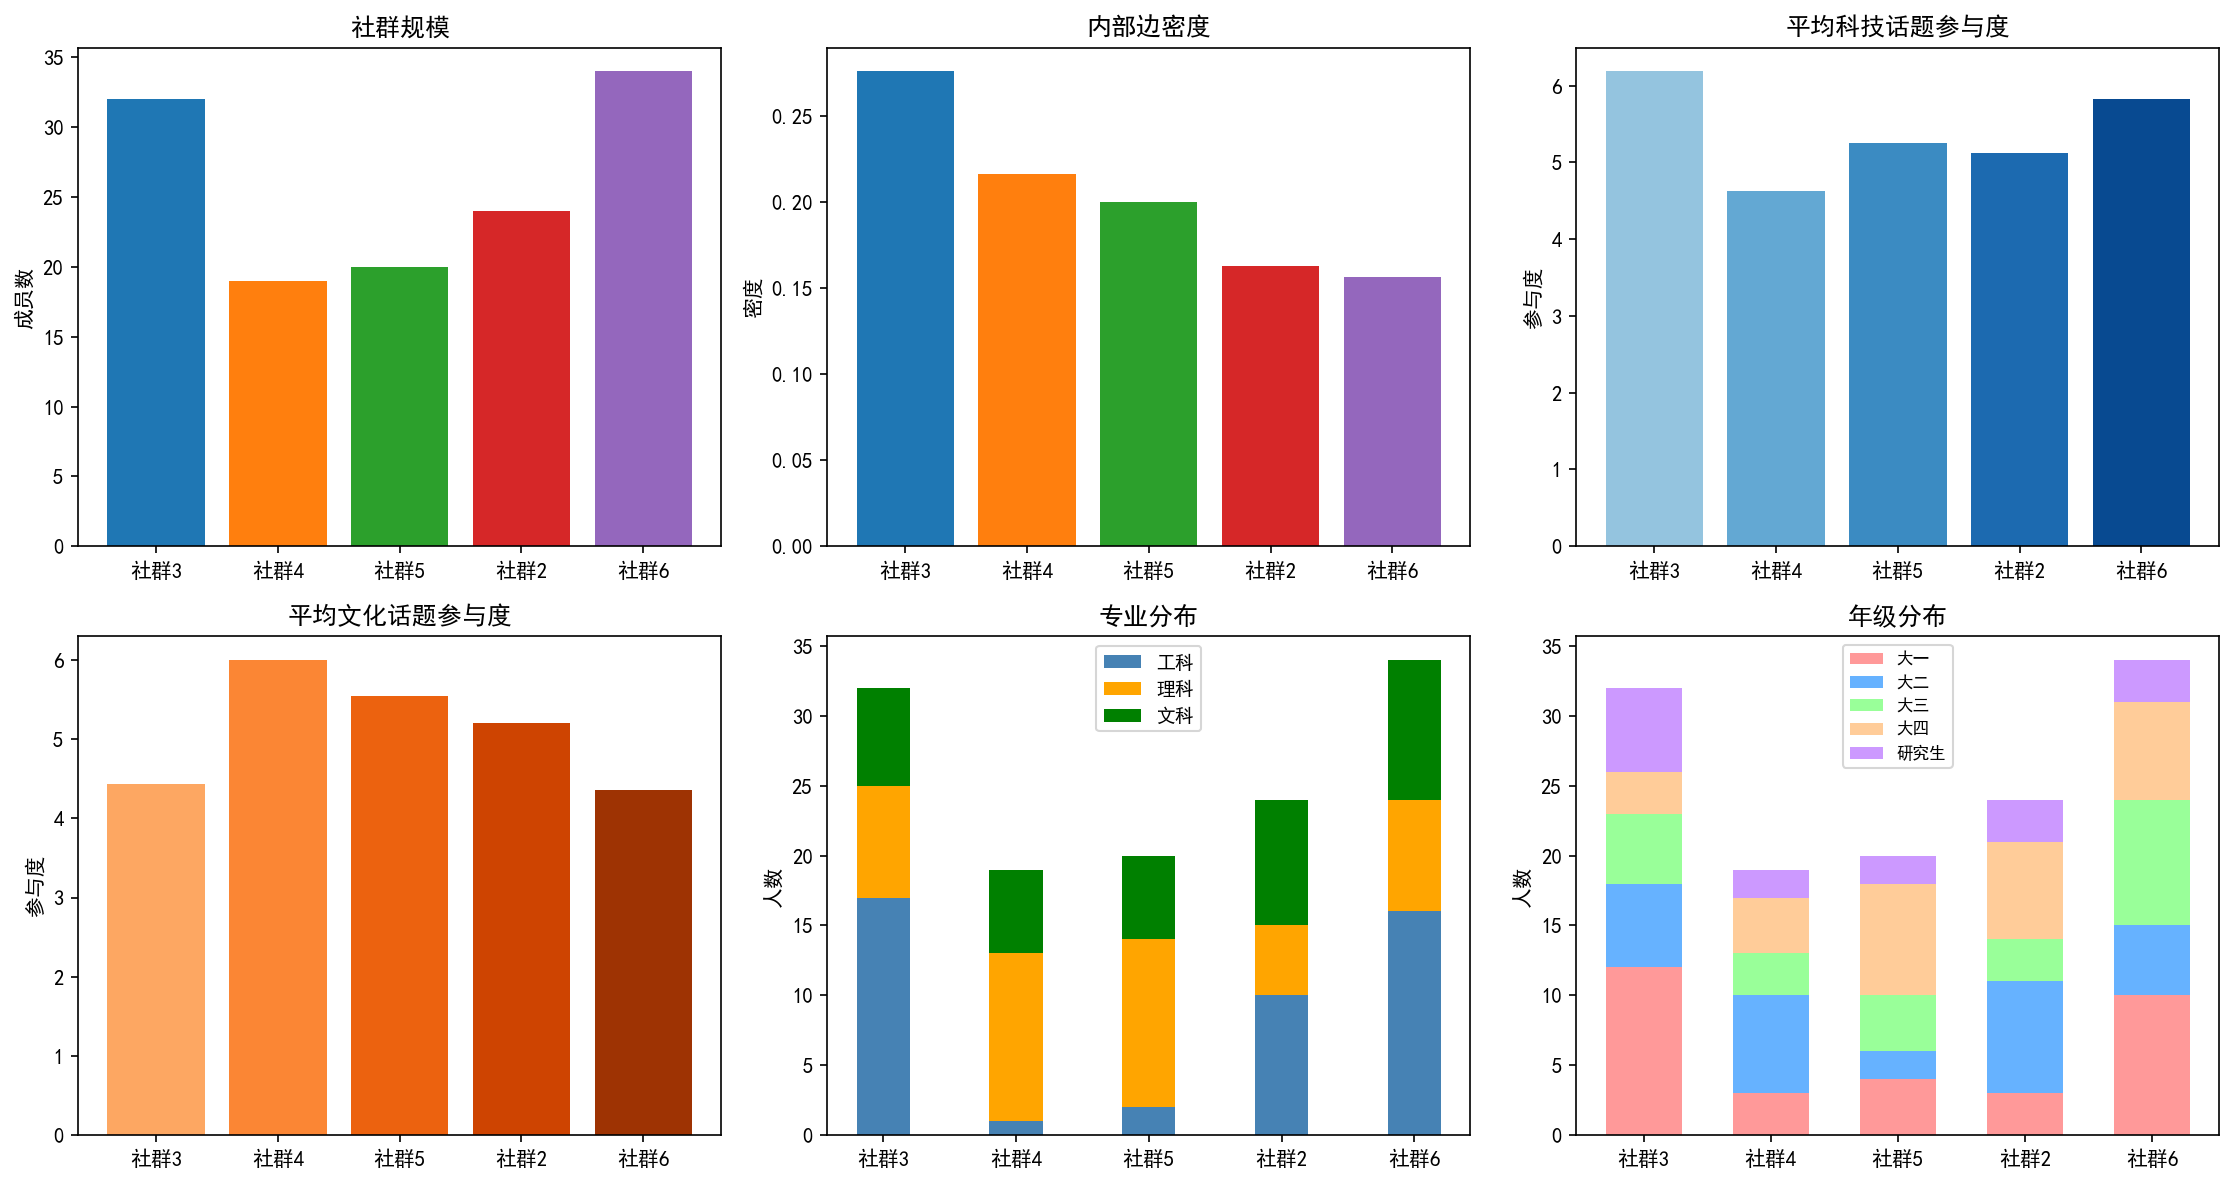 社群规模
35
30
25
20
15
10
5
0
成员数
社群3 社群4 社群5 社群2 社群6
内部边密度
0.25
0.20
0.15
0.10
0.05
0.00
密度
社群3 社群4 社群5 社群2 社群6
平均科技话题参与度
6
5
4
3
2
1
0
参与度
社群3 社群4 社群5 社群2 社群6
平均文化话题参与度
6
5
4
3
2
1
0
参与度
社群3 社群4 社群5 社群2 社群6
专业分布
35
30
25
20
15
10
5
0
人数
工科
理科
文科
社群3 社群4 社群5 社群2 社群6
年级分布
35
30
25
20
15
10
5
0
人数
大一
大二
大三
大四
研究生
社群3 社群4 社群5 社群2 社群6